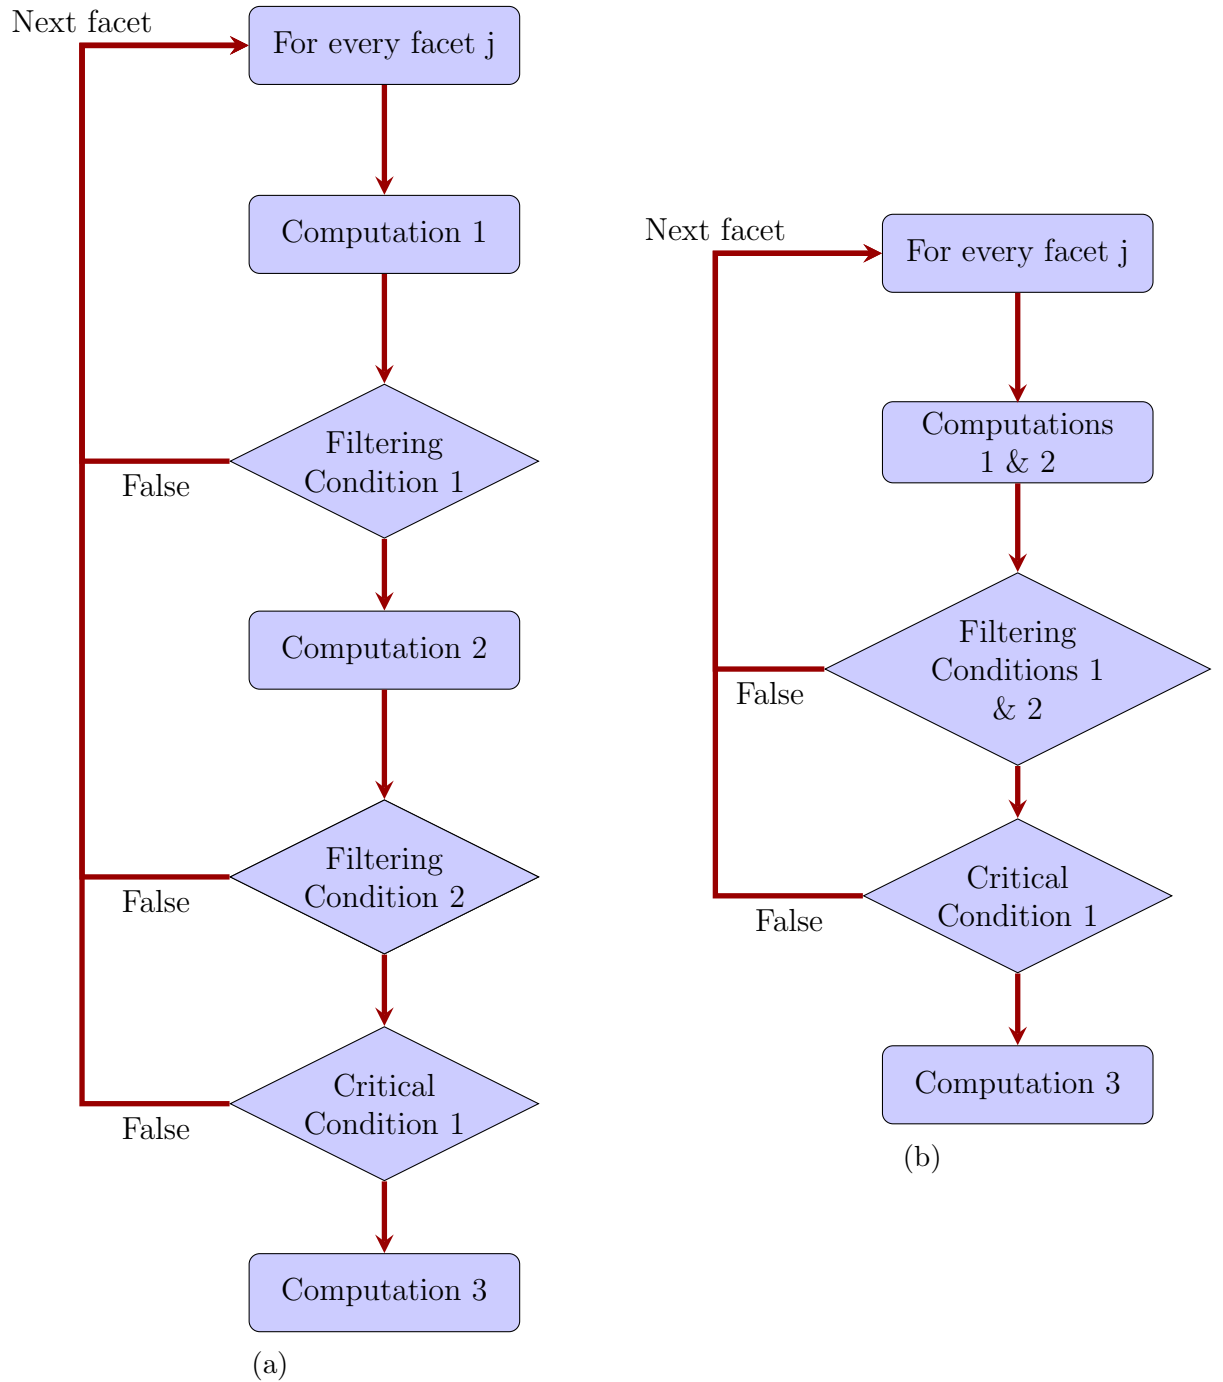 Next facet
For every facet j
Computation 1
Filtering
Condition 1
False
Computation 2
Filtering
Condition 2
False
Critical
Condition 1
False
Computation 3
(a)
Next facet
For every facet j
Computations
1 & 2
Filtering
Conditions 1
& 2
False
Critical
Condition 1
False
Computation 3
(b)